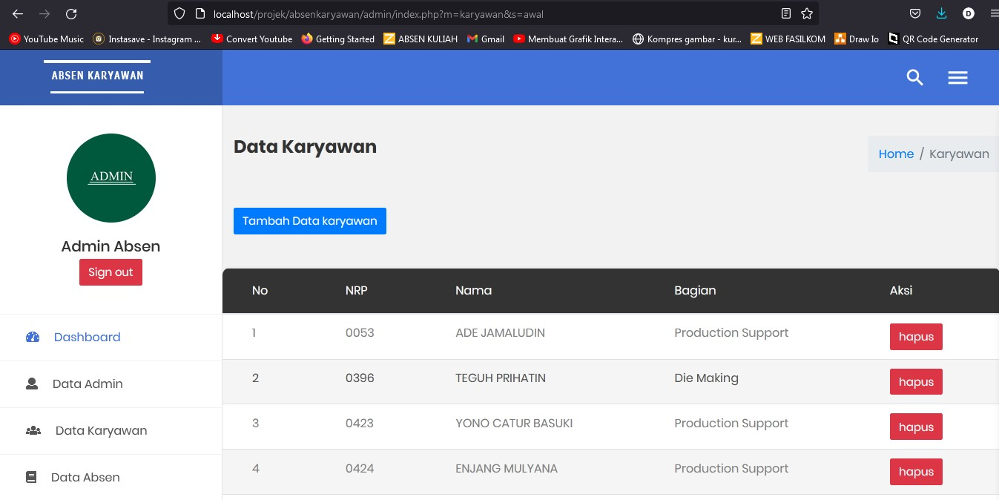 localhost/projek/absenkaryawan/admin/index.php?m=karyawan&s=awal
D
YouTube Music Instasave - Instagram ... Convert Youtube Getting Started ABSEN KULIAH Gmail Membuat Grafik Intera... Kompres gambar - kur... WEB FASILKOM Draw Io QR Code Generator
ABSEN KARYAWAN
ADMIN
Admin Absen
Sign out
Dashboard
Data Admin
Data Karyawan
Data Absen
Data Karyawan
Home / Karyawan
Tambah Data karyawan
No NRP Nama Bagian Aksi
1 0053 ADE JAMALUDIN Production Support hapus
2 0396 TEGUH PRIHATIN Die Making hapus
3 0423 YONO CATUR BASUKI Production Support hapus
4 0424 ENJANG MULYANA Production Support hapus